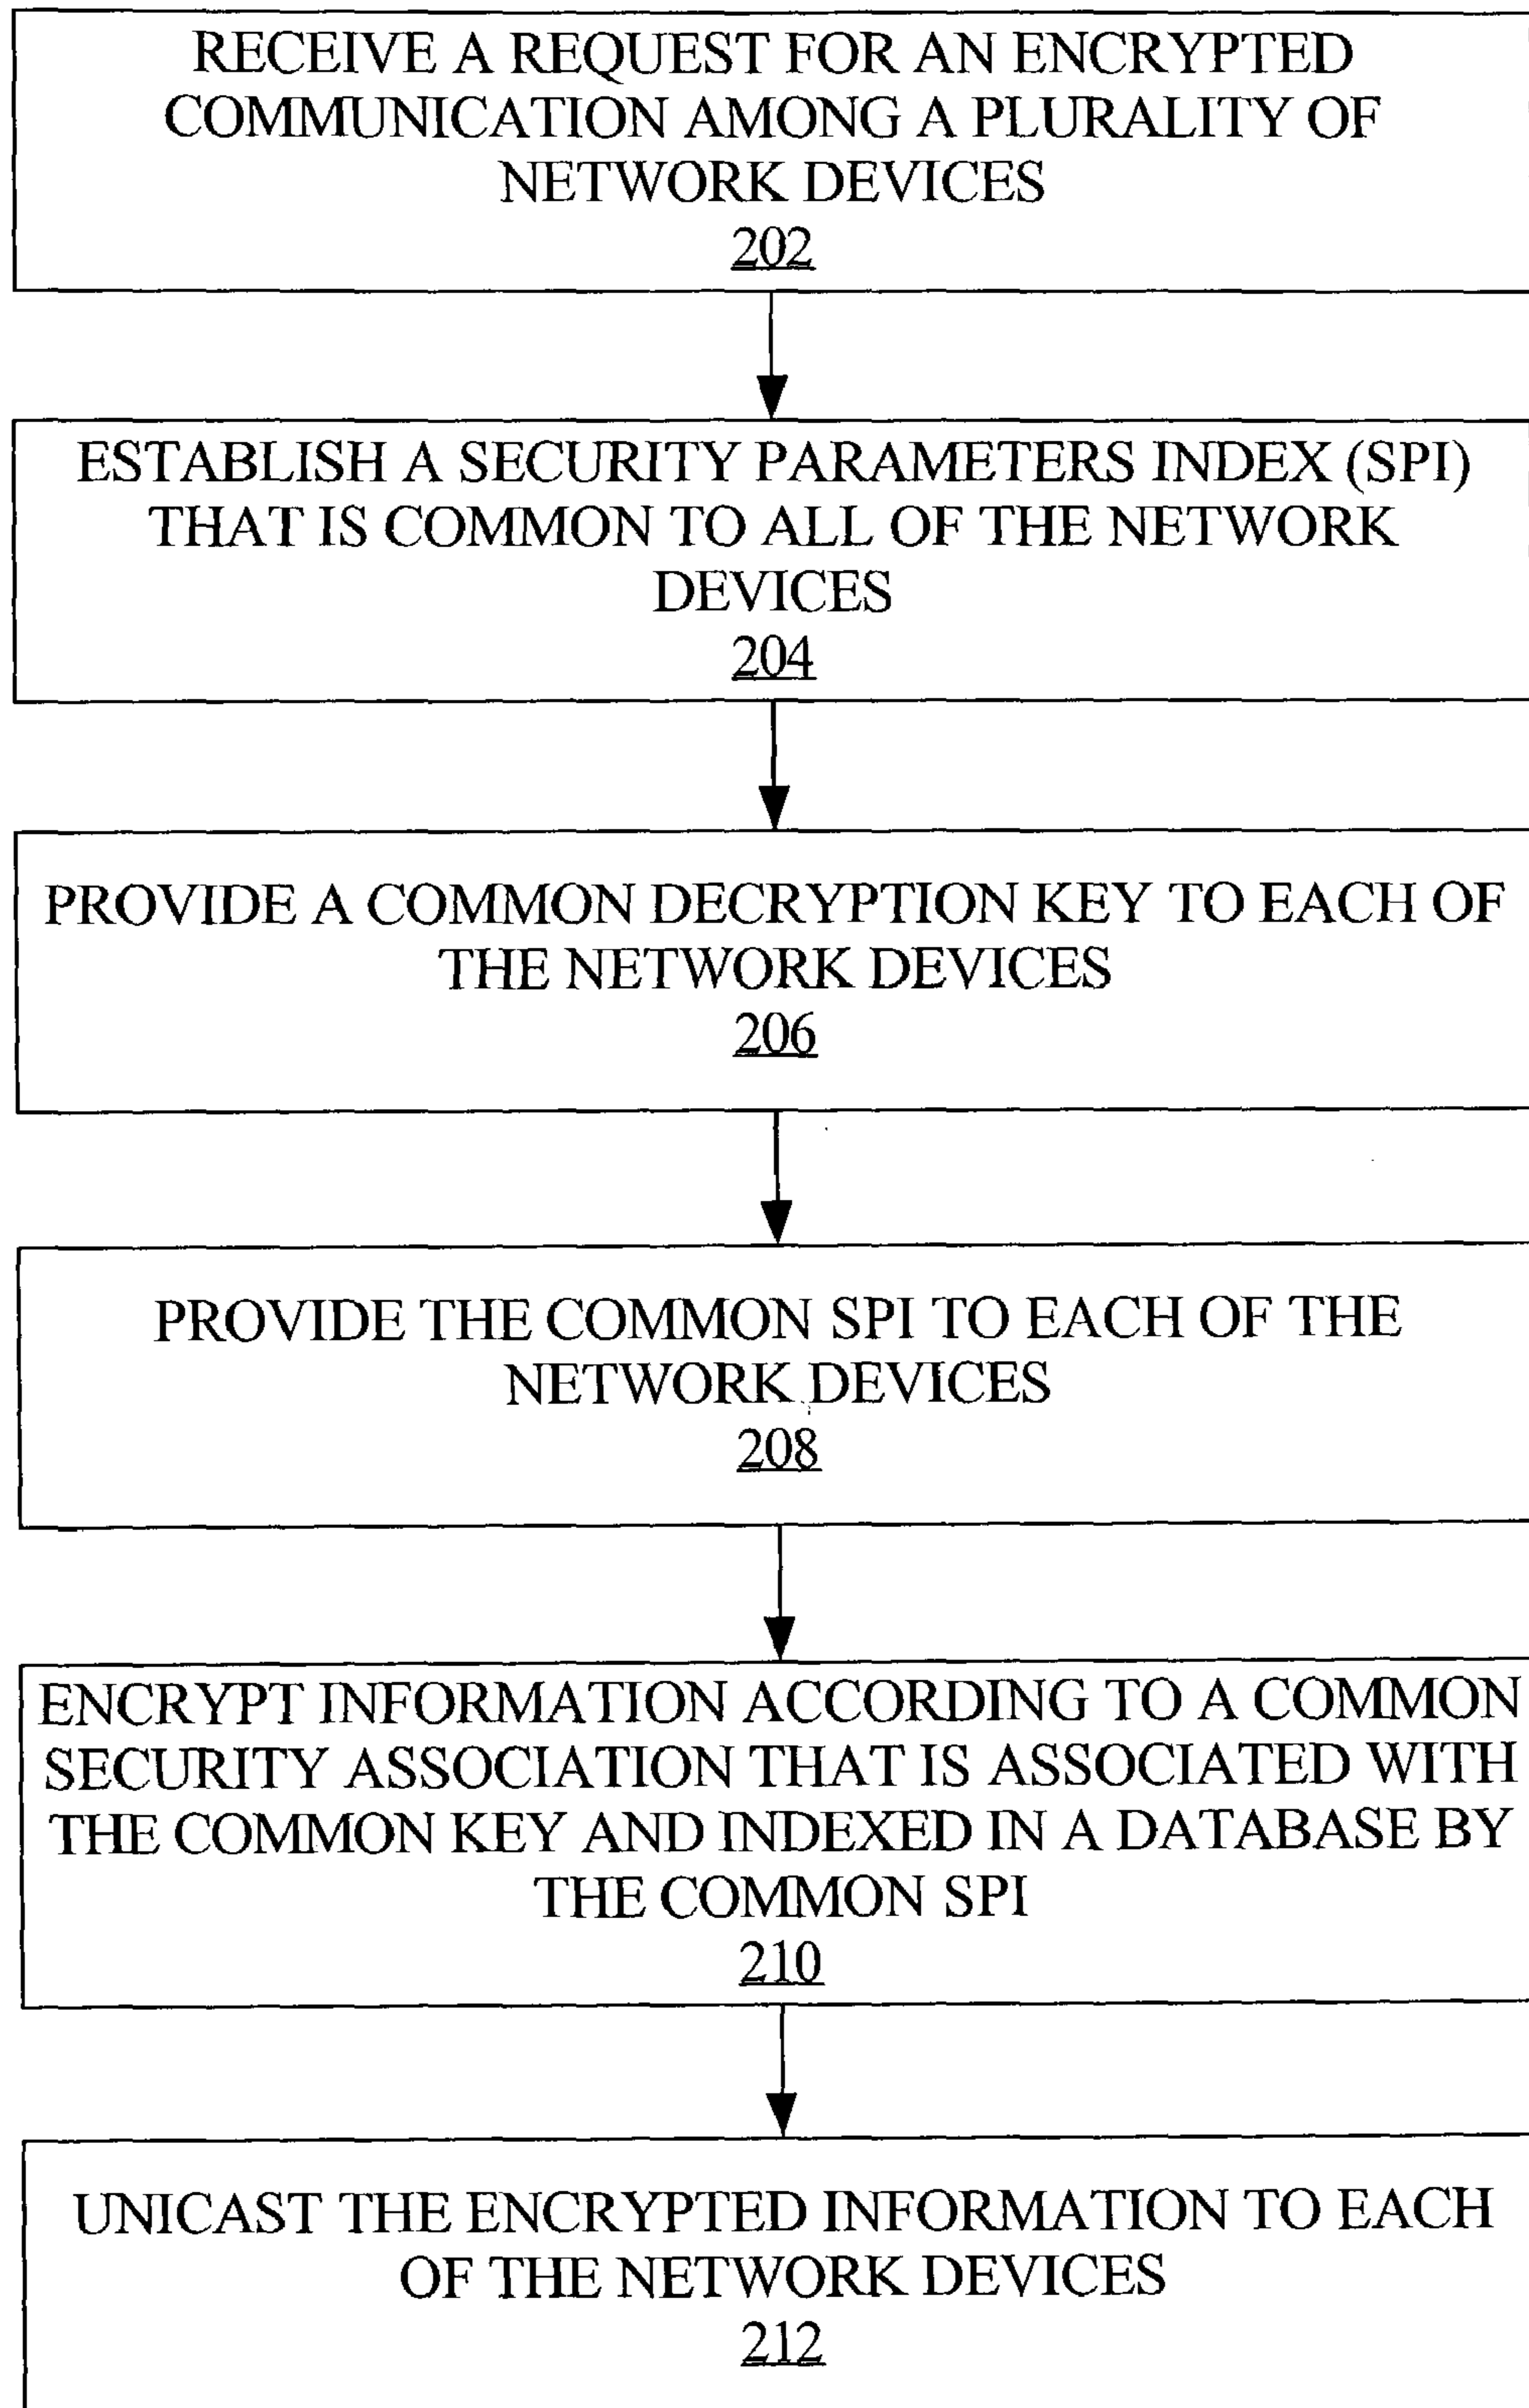 RECEIVE A REQUEST FOR AN ENCRYPTED
COMMUNICATION AMONG A PLURALITY OF
NETWORK DEVICES
202
ESTABLISH A SECURITY PARAMETERS INDEX (SPI)
THAT IS COMMON TO ALL OF THE NETWORK
DEVICES
204
PROVIDE A COMMON DECRYPTION KEY TO EACH OF
THE NETWORK DEVICES
206
PROVIDE THE COMMON SPI TO EACH OF THE
NETWORK DEVICES
208
ENCRYPT INFORMATION ACCORDING TO A COMMON
SECURITY ASSOCIATION THAT IS ASSOCIATED WITH
THE COMMON KEY AND INDEXED IN A DATABASE BY
THE COMMON SPI
210
UNICAST THE ENCRYPTED INFORMATION TO EACH
OF THE NETWORK DEVICES
212